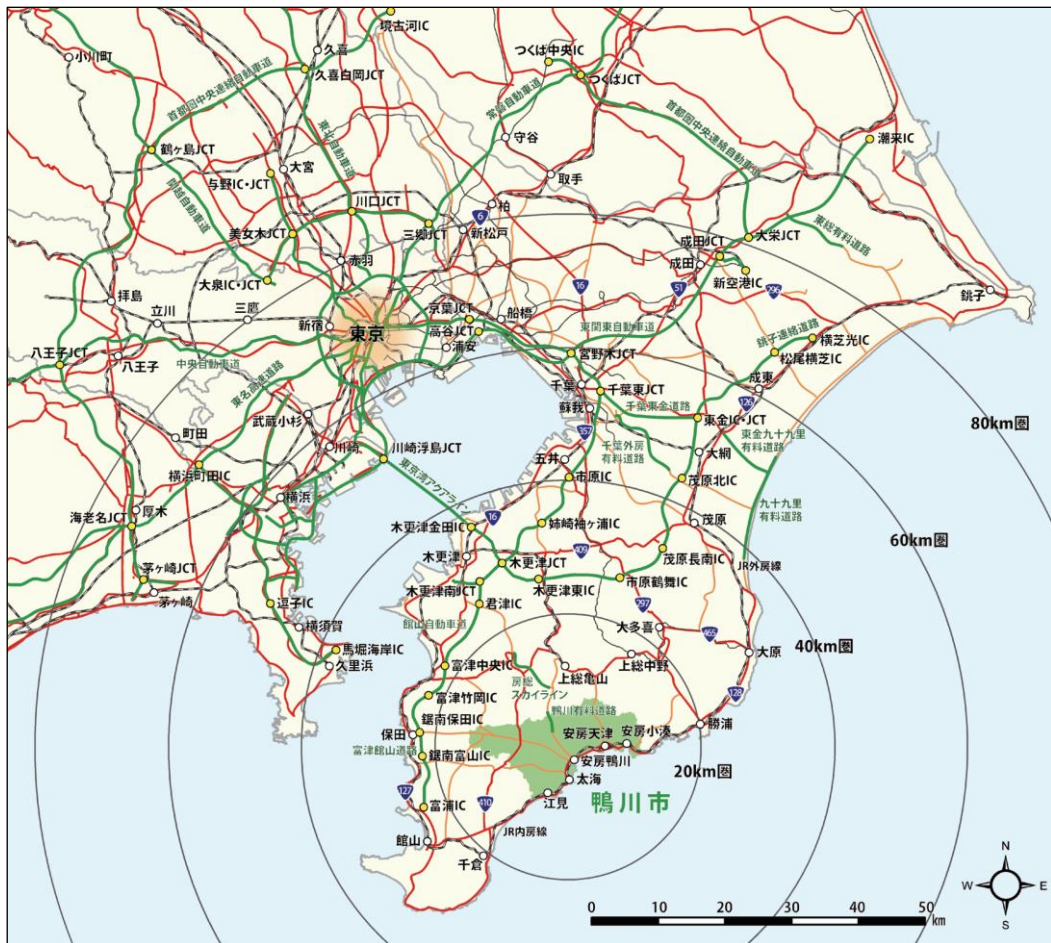 境古河IC
小川町
久喜
つくば中央IC
久喜白岡JCT
つくばJCT
首都圏中央連絡自動車道
常磐自動車道
首都圏中央連絡自動車道
東北自動車道
守谷
潮来IC
鶴ヶ島JCT
大宮
与野IC・JCT
取手
関越自動車道
柏
川口JCT
6
三郷JCT
新松戸
美女木JCT
東総有料道路
成田JCT
大栄JCT
赤羽
成田
新空港IC
大泉IC・JCT
16
51
296
銚子
拝島
立川
三鷹
新宿
東京
京葉JCT
船橋
高谷JCT
浦安
東関東自動車道
銚子連絡道路
横芝光IC
八王子JCT
八王子
中央自動車道
宮野木JCT
松尾横芝IC
東名高速道路
千葉
千葉東JCT
成東
126
蘇我
千葉東金道路
東金IC・JCT
80km圏
武蔵小杉
町田
川崎
川崎浮島JCT
357
千葉外房
有料道路
東金九十九里
有料道路
大網
横浜町田IC
五井
市原IC
茂原北IC
東京湾アクアライン
横浜
九十九里
有料道路
厚木
海老名JCT
木更津金田IC
16
姉崎袖ヶ浦IC
茂原
60km圏
木更津
409
茂原長南IC
JR外房線
木更津JCT
茅ヶ崎JCT
木更津南JCT
木更津東IC
市原鶴舞IC
茅ヶ崎
逗子IC
君津IC
297
館山自動車道
横須賀
大多喜
465
馬堀海岸IC
久里浜
大原
40km圏
富津中央IC
上総亀山
上総中野
房総
スカイライン
富津竹岡IC
128
鴨川有料道路
鋸南保田IC
保田
勝浦
安房天津
安房小湊
富津館山道路
鋸南富山IC
安房鴨川
20km圏
太海
127
富浦IC
410
江見
鴨川市
館山
JR内房線
千倉
N
W
E
S
0
10
20
30
40
50
km